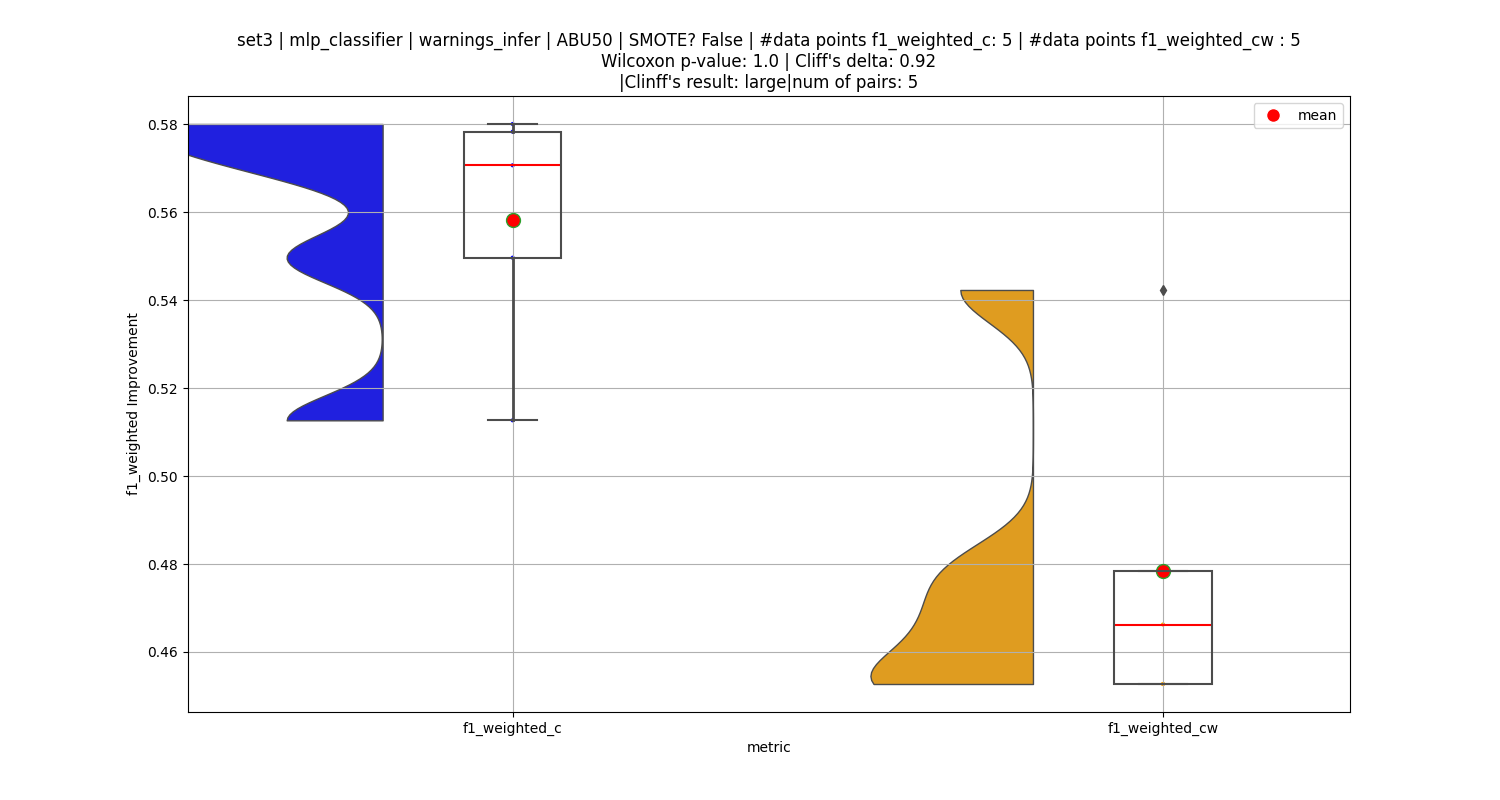 set3 | mlp_classifier | warnings_infer | ABU50 | SMOTE? False | #data points f1_weighted_c: 5 | #data points f1_weighted_cw : 5
Wilcoxon p-value: 1.0 | Cliff's delta: 0.92
|Clinff's result: large|num of pairs: 5
mean
0.58
0.56
0.54
0.52
0.50
0.48
0.46
f1_weighted Improvement
f1_weighted_c
f1_weighted_cw
metric